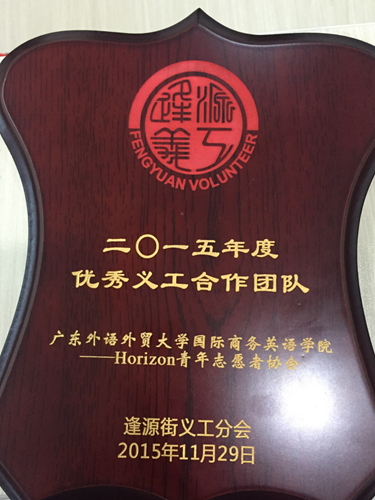 逢源
義工
FENGYUAN VOLUNTEER
二〇一五年度
优秀义工合作团队
广东外语外贸大学国际商务英语学院
——Horizon青年志愿者协会
逢源街义工分会
2015年11月29日